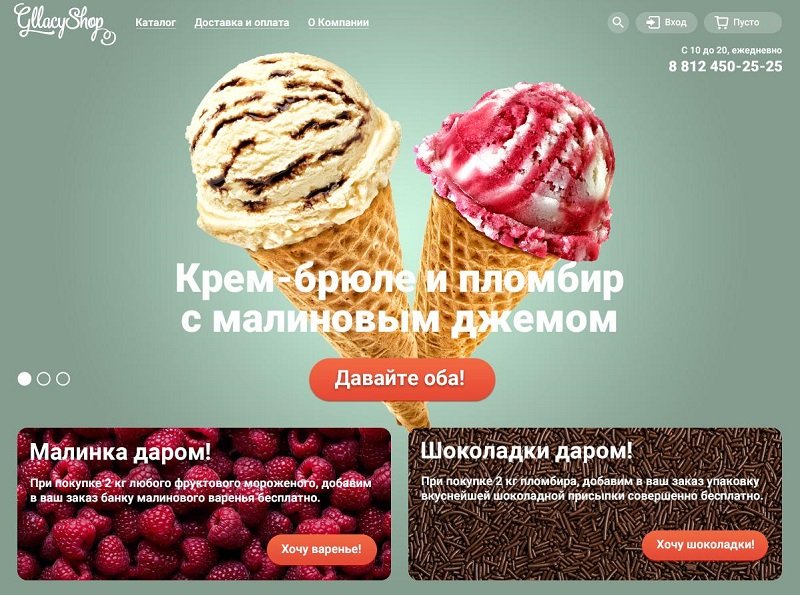 GllacyShop
Каталог
Доставка и оплата
О Компании
Вход
Пусто
С 10 до 20, ежедневно
8 812 450-25-25
Крем-брюле и пломбир
с малиновым джемом
Давайте оба!
Малинка даром!
При покупке 2 кг любого фруктового мороженого, добавим
в ваш заказ банку малинового варенья бесплатно.
Хочу варенье!
Шоколадки даром!
При покупке 2 кг пломбира, добавим в ваш заказ упаковку
вкуснейшей шоколадной присыпки совершенно бесплатно.
Хочу шоколадки!